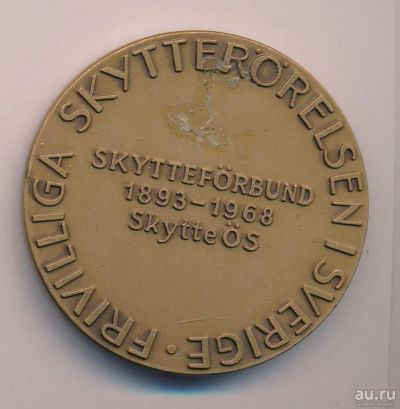 FRIVILLIGA SKYTTERÖRELSEN I SVERIGE ·
SKYTTEFÖRBUND
1893-1968
Skytte ÖS
au.ru